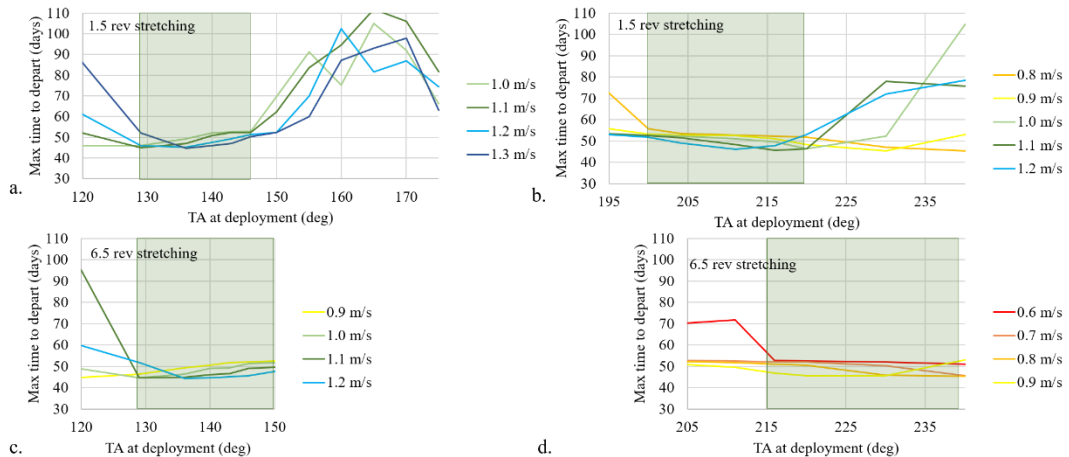 1.5 rev stretching
Max time to depart (days)
110
100
90
80
70
60
50
40
30
120 130 140 150 160 170
TA at deployment (deg)
1.0 m/s
1.1 m/s
1.2 m/s
1.3 m/s
a.
1.5 rev stretching
Max time to depart (days)
110
100
90
80
70
60
50
40
30
195 205 215 225 235
TA at deployment (deg)
0.8 m/s
0.9 m/s
1.0 m/s
1.1 m/s
1.2 m/s
b.
6.5 rev stretching
Max time to depart (days)
110
100
90
80
70
60
50
40
30
120 130 140 150
TA at deployment (deg)
0.9 m/s
1.0 m/s
1.1 m/s
1.2 m/s
c.
6.5 rev stretching
Max time to depart (days)
110
100
90
80
70
60
50
40
30
205 215 225 235
TA at deployment (deg)
0.6 m/s
0.7 m/s
0.8 m/s
0.9 m/s
d.